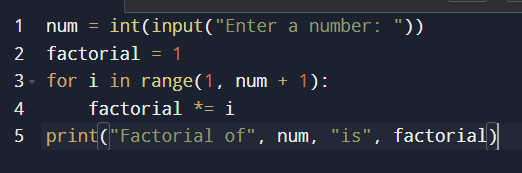 1 num = int(input("Enter a number: "))
2 factorial = 1
3 for i in range(1, num + 1):
4     factorial *= i
5 print("Factorial of", num, "is", factorial)